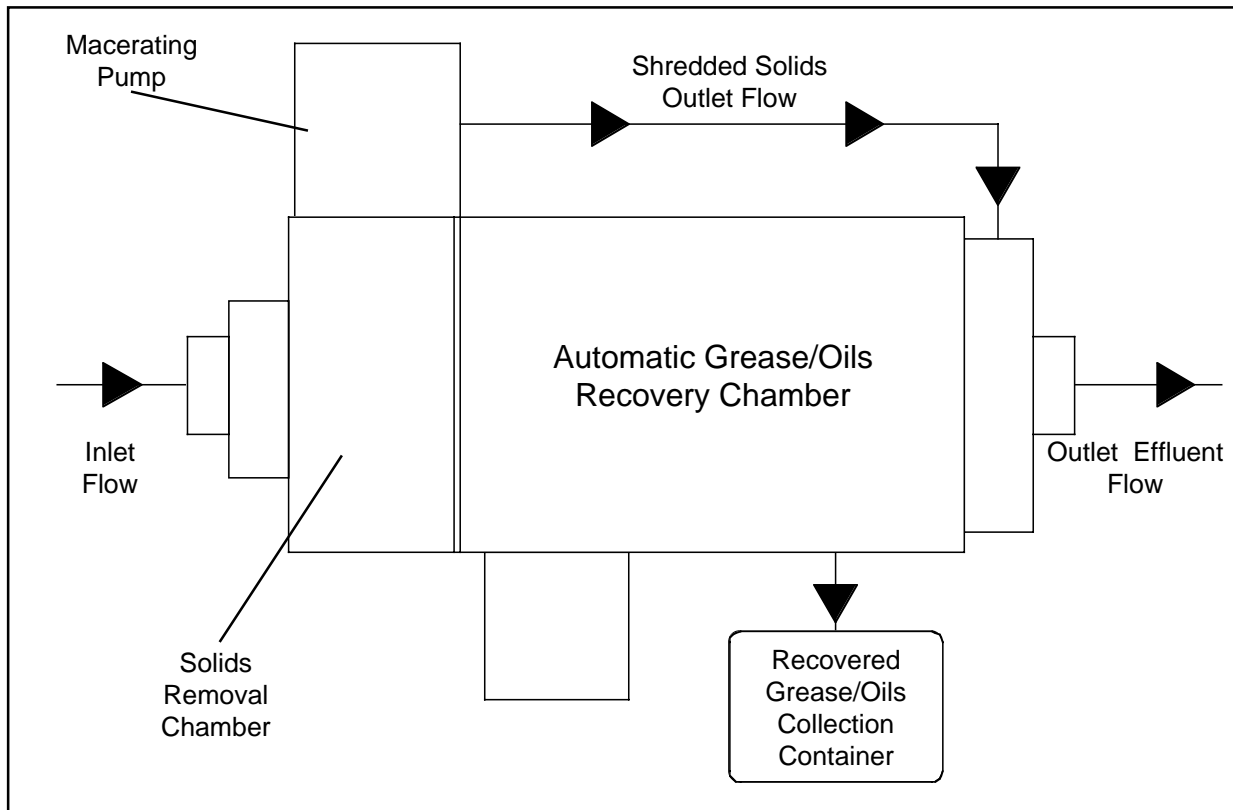 Macerating
Pump
Shredded Solids
Outlet Flow
Automatic Grease/Oils
Recovery Chamber
Inlet
Flow
Outlet Effluent
Flow
Solids
Removal
Chamber
Recovered
Grease/Oils
Collection
Container